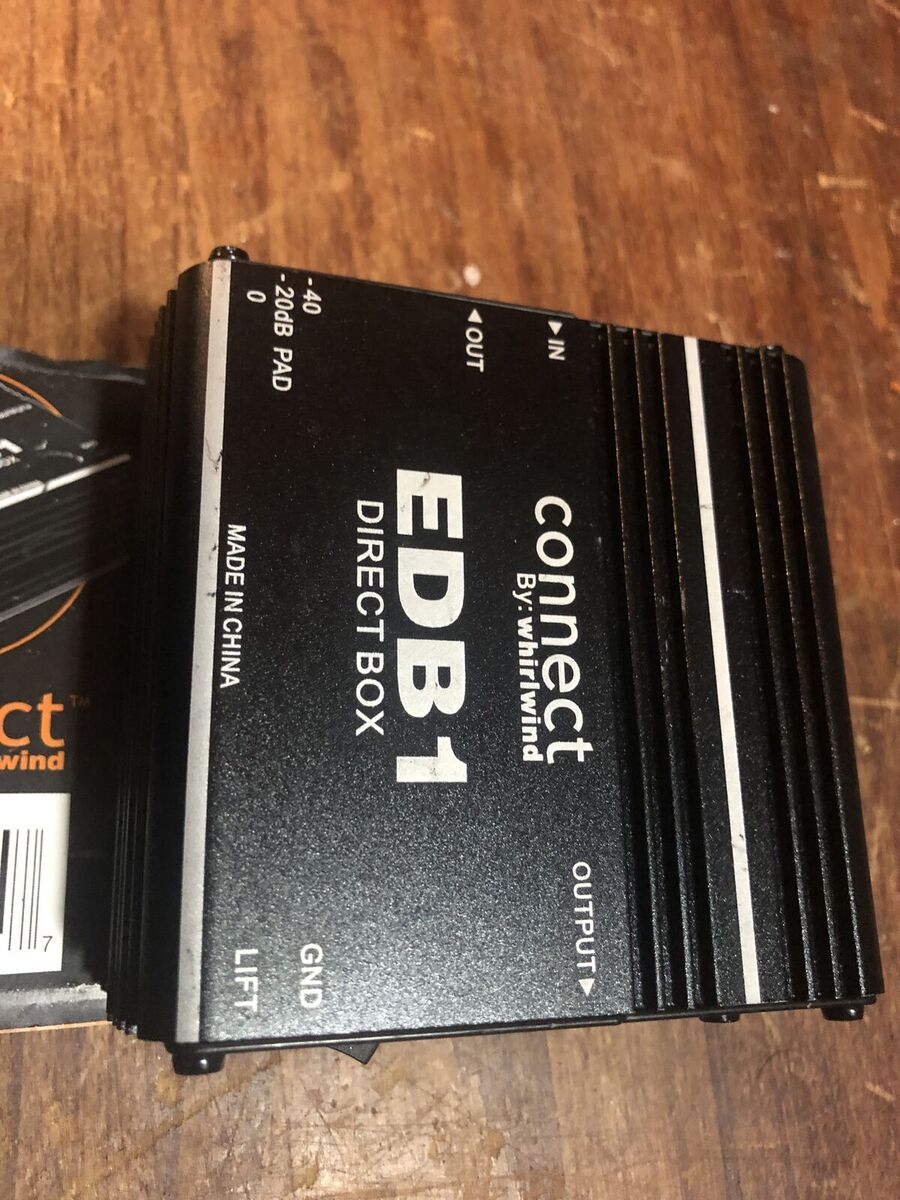 connect
By: whirlwind
EDB1
DIRECT BOX
▶IN
◀OUT
-40
-20dB PAD
0
OUTPUT▶
GND
LIFT
MADE IN CHINA
ct™
wind
7